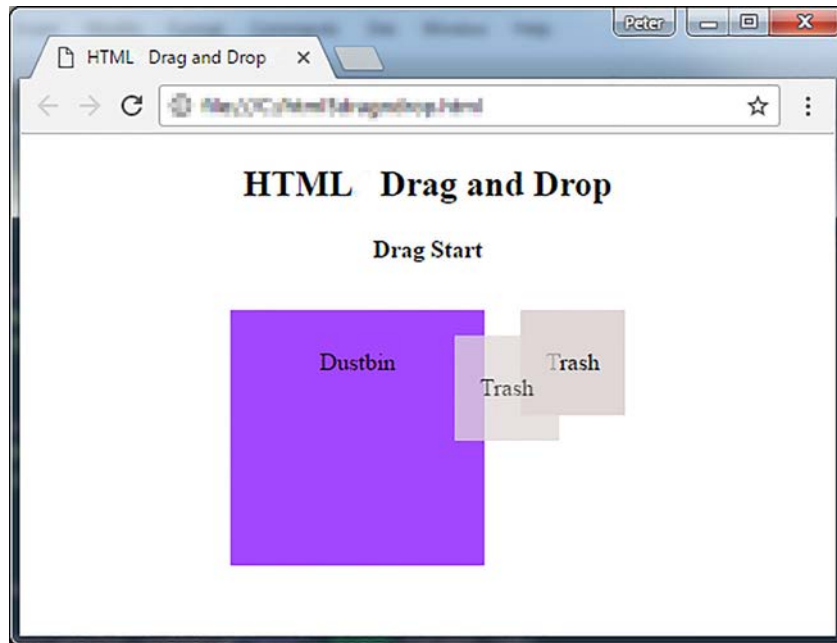 Peter
HTML Drag and Drop
HTML Drag and Drop
Drag Start
Dustbin
Trash
Trash